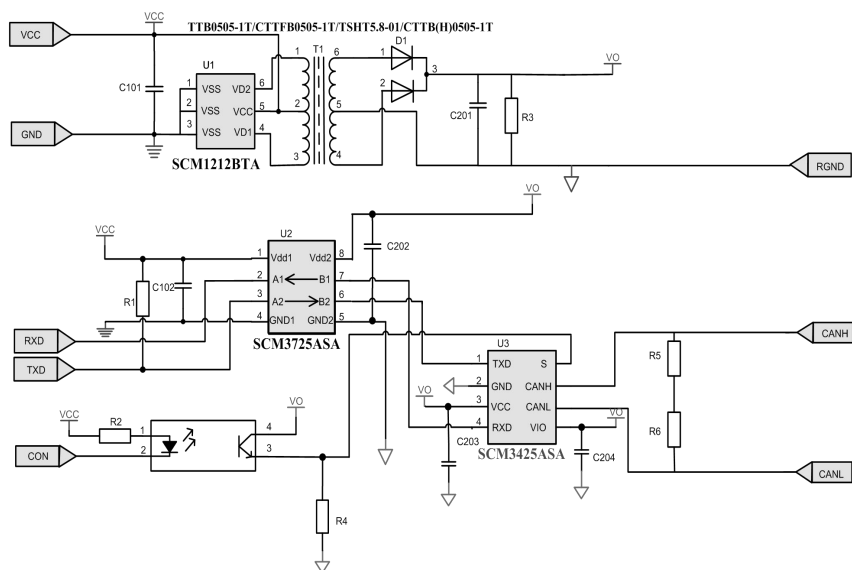 VCC
TTB0505-1T/CTTFB0505-1T/TSHT5.8-01/CTTB(H)0505-1T
VCC
C101
GND
U1
1 VSS VD2 6
2 VSS VCC 5
3 VSS VD1 4
SCM1212BTA
T1
1 6
2 5
3 4
D1
1
2
3
VO
C201
R3
RGND
VCC
R1
C102
U2
1 Vdd1 Vdd2 8
2 A1 B1 7
3 A2 B2 6
4 GND1 GND2 5
SCM3725ASA
VO
C202
RXD
TXD
U3
1 TXD S
2 GND CANH
3 VCC CANL
4 RXD VIO
SCM3425ASA
VO
C203
VO
C204
CANH
R5
R6
CANL
VCC
R2
CON
1
2
4
3
VO
R4